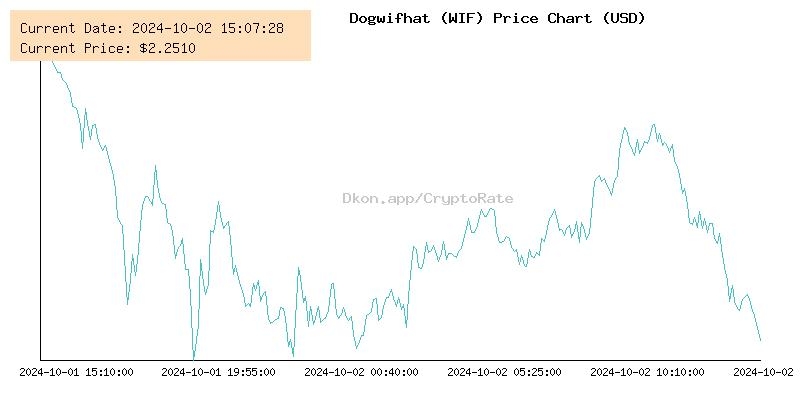 Dogwifhat (WIF) Price Chart (USD)
Current Date: 2024-10-02 15:07:28
Current Price: $2.2510
Dkon.app/CryptoRate
2024-10-01 15:10:00 2024-10-01 19:55:00 2024-10-02 00:40:00 2024-10-02 05:25:00 2024-10-02 10:10:00 2024-10-02